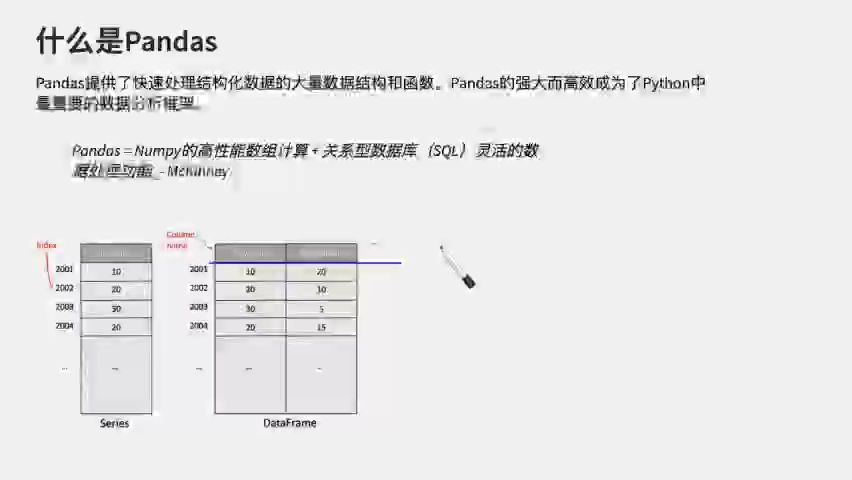 什么是Pandas
Pandas提供了快速处理结构化数据的大量数据结构和函数。Pandas的强大而高效成为了Python中
最重要的数据分析框架。
Pandas = Numpy的高性能数组计算 + 关系型数据库（SQL）灵活的数
据处理功能 - McKinney
Column
Index
name
...
2001 10 2001 10 20
2002 20 2002 20 10
2003 30 2003 30 5
2004 20 2004 20 15
... ... ... ... ...
Series DataFrame